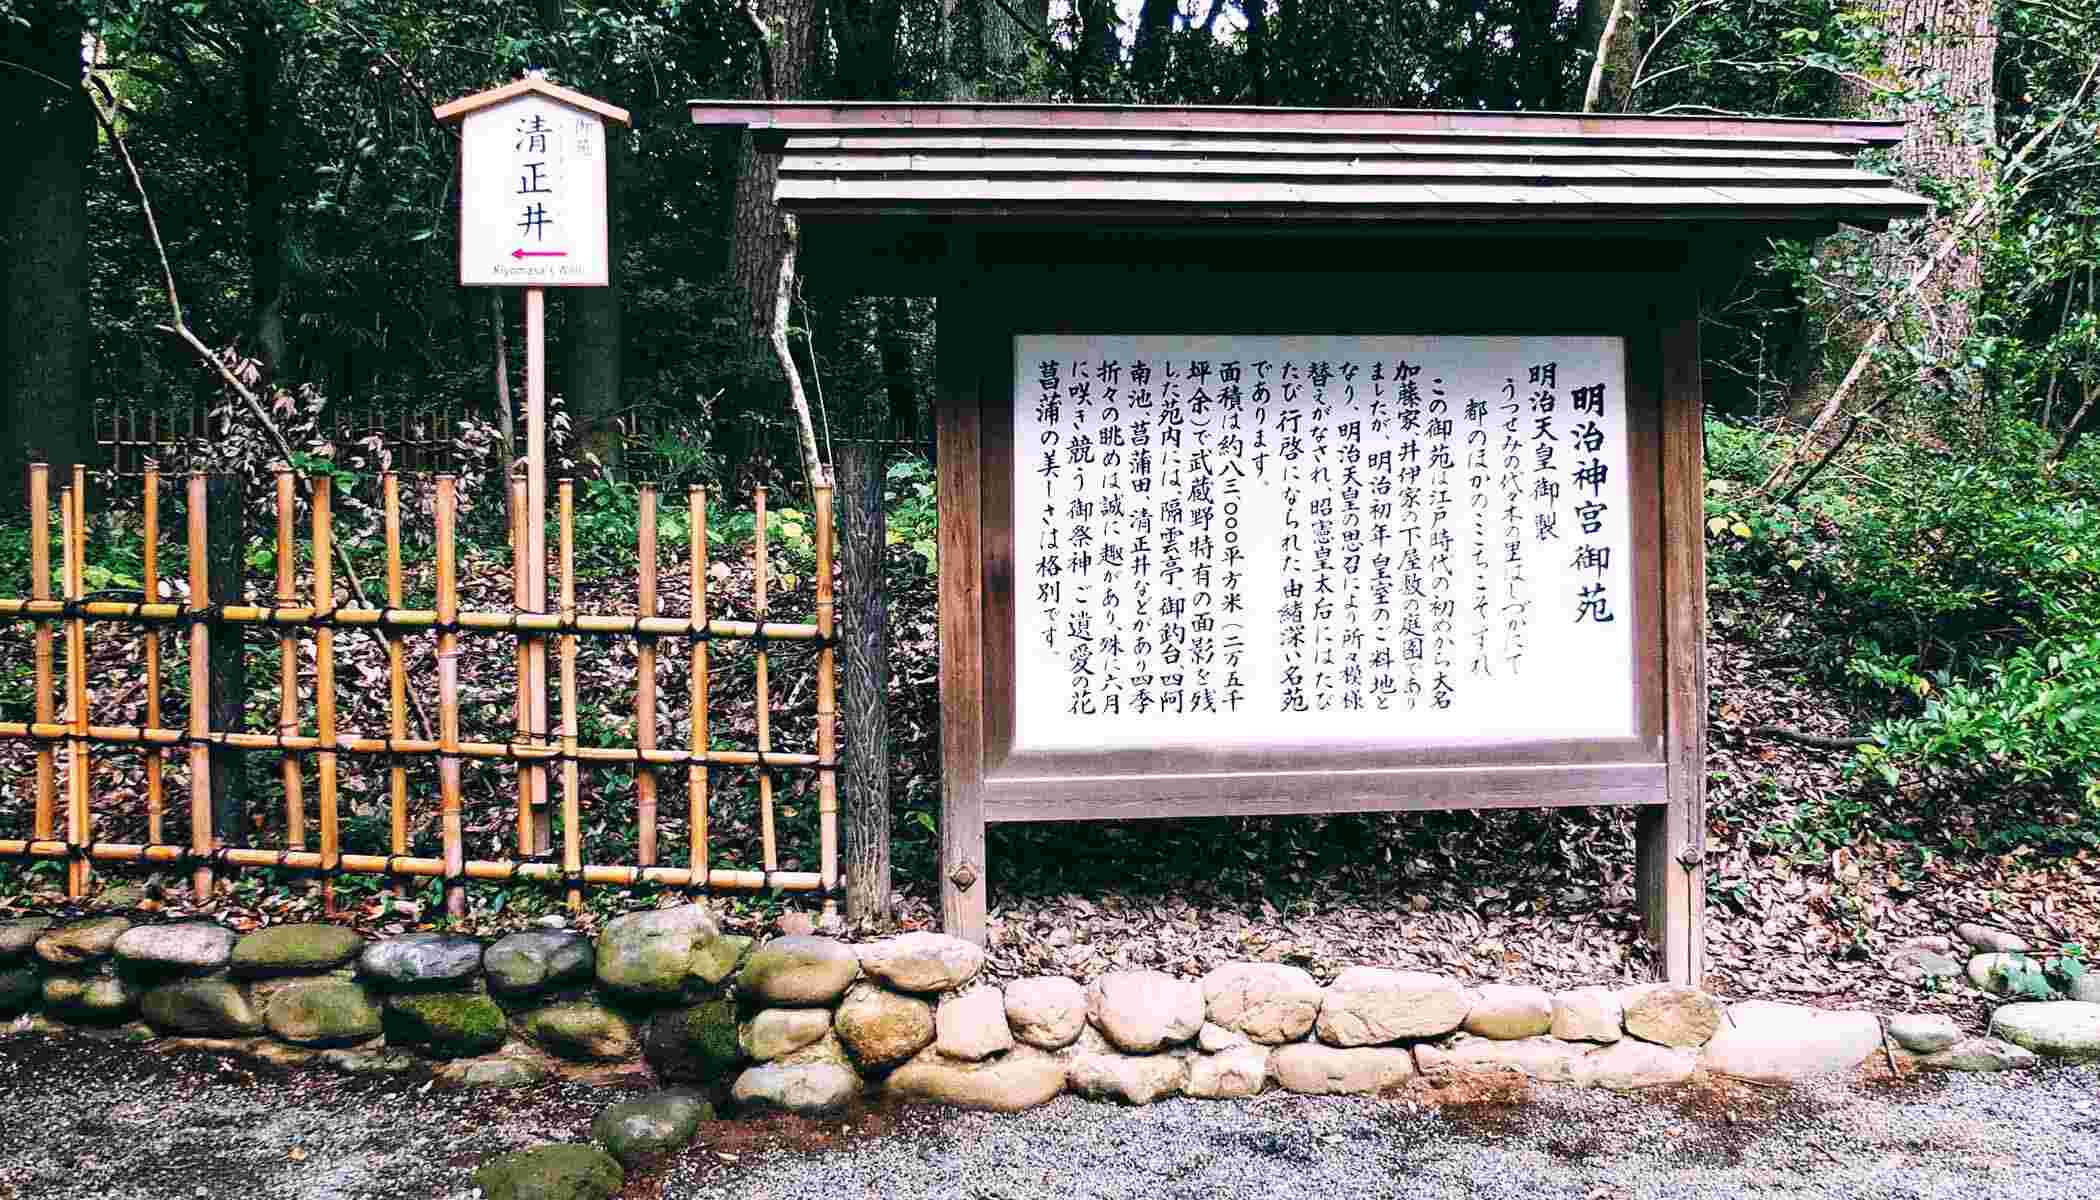 御苑
清正井
Kiyomasa's Well
明治神宮御苑
明治天皇御製
うつせみの代々木の里はしづかにて
都のほかのここちこそすれ
この御苑は江戸時代の初めから大名
加藤家、井伊家の下屋敷の庭園であり
ましたが、明治初年皇室のご料地と
なり、明治天皇の思召により所々模様
替えがなされ、昭憲皇太后にはたび
たび行啓になられた由緒深い名苑
であります。
面積は約八三、〇〇〇平方米（二万五千
坪余）で武蔵野特有の面影を残
した苑内には、隔雲亭、御釣台、四阿
南池、菖蒲田、清正井などがあり四季
折々の眺めは誠に趣があり、殊に六月
に咲き競う御祭神ご遺愛の花
菖蒲の美しさは格別です。